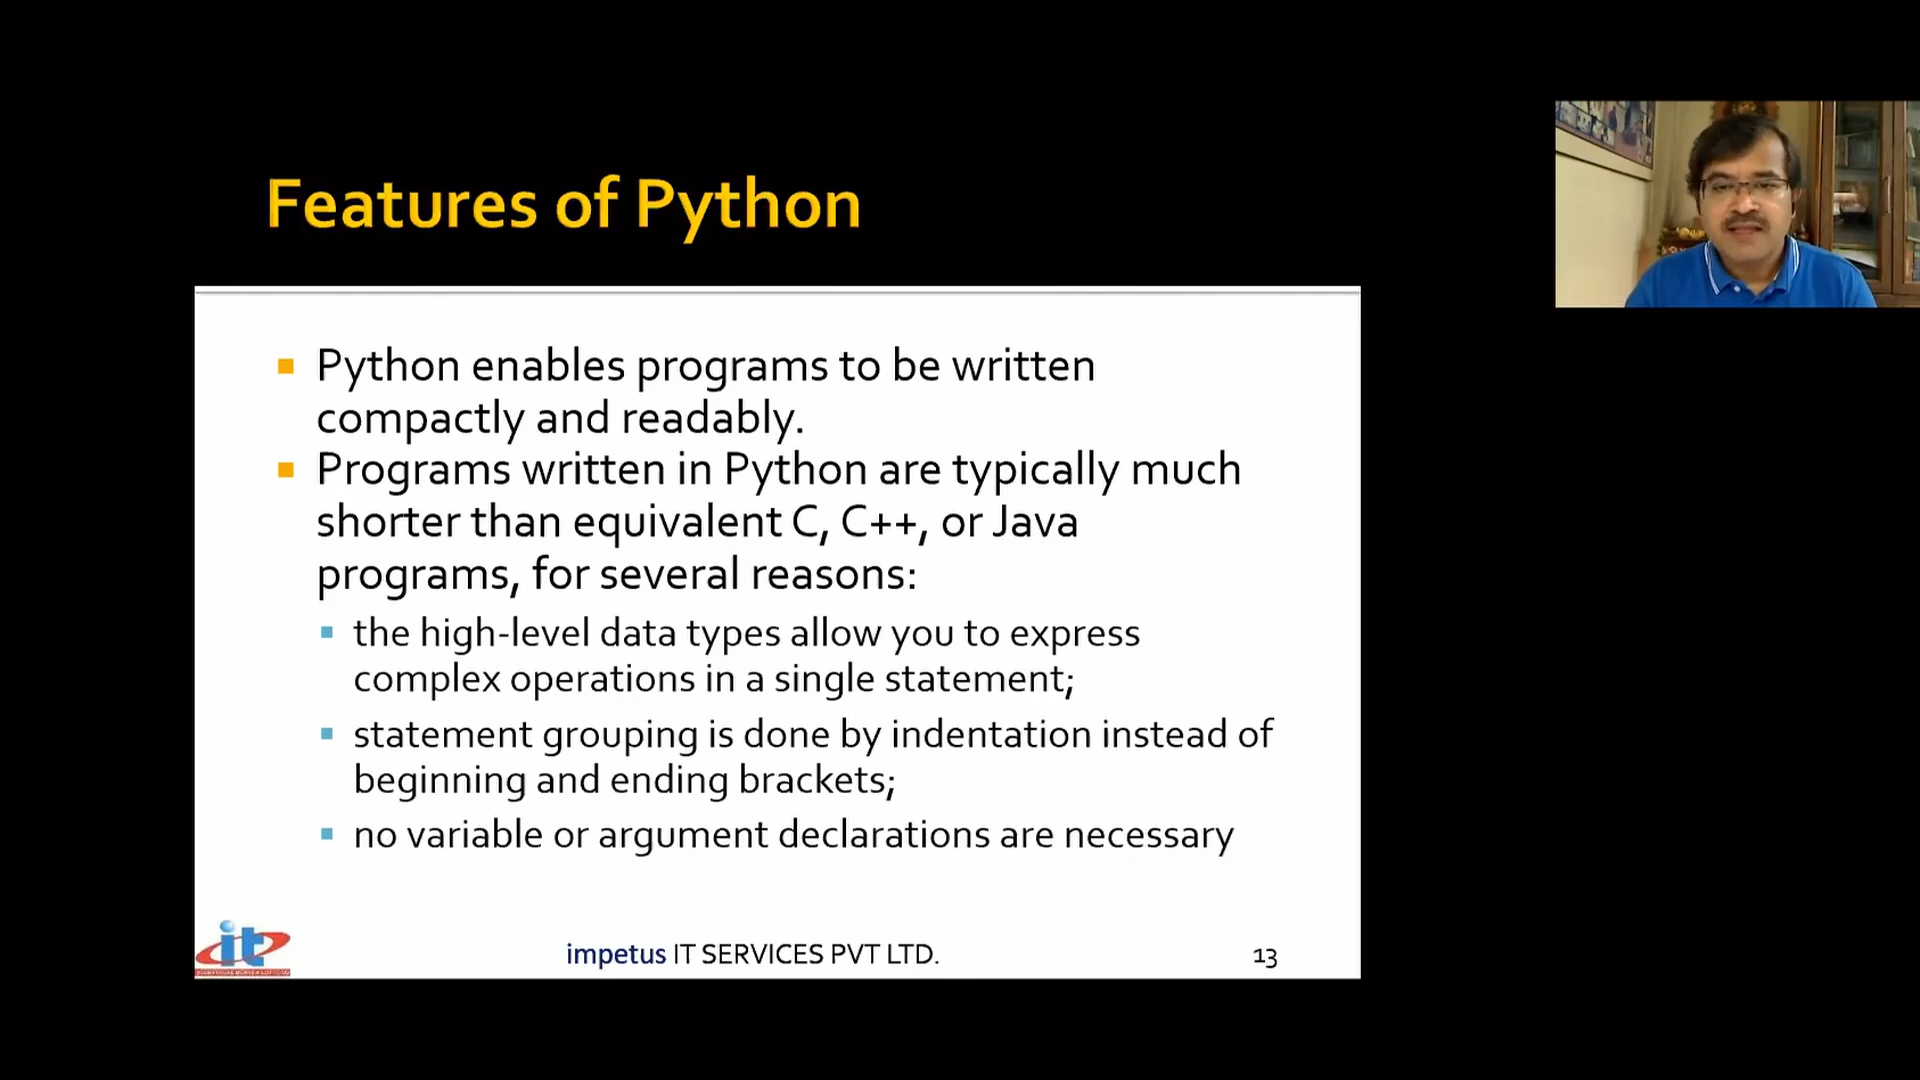 Features of Python
Python enables programs to be written
compactly and readably.
Programs written in Python are typically much
shorter than equivalent C, C++, or Java
programs, for several reasons:
the high-level data types allow you to express
complex operations in a single statement;
statement grouping is done by indentation instead of
beginning and ending brackets;
no variable or argument declarations are necessary
it
impetus IT SERVICES PVT LTD.
13